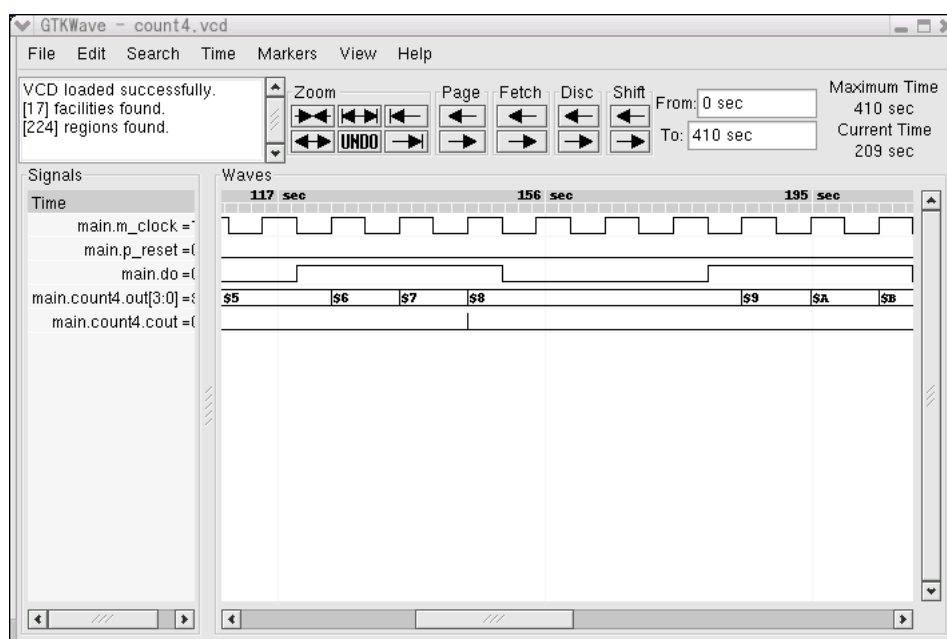 GTKWave - count4.vcd
File Edit Search Time Markers View Help
VCD loaded successfully.
[17] facilities found.
[224] regions found.
Zoom
UNDO
Page
Fetch
Disc
Shift
From: 0 sec
To: 410 sec
Maximum Time
410 sec
Current Time
209 sec
Signals
Time
main.m_clock =
main.p_reset =
main.do =
main.count4.out[3:0] =
main.count4.cout =
Waves
117 sec 156 sec 195 sec
$5 $6 $7 $8 $9 $A $B